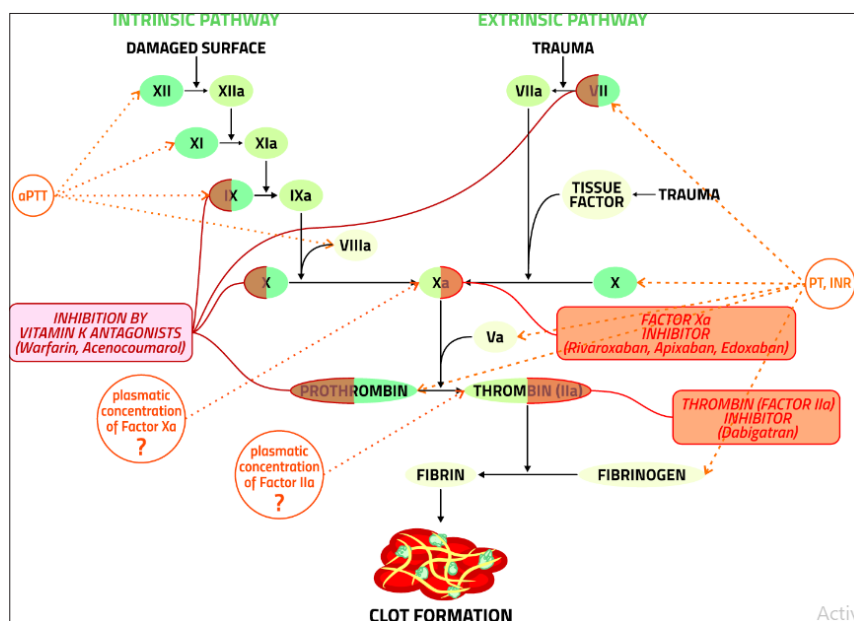 INTRINSIC PATHWAY
EXTRINSIC PATHWAY
DAMAGED SURFACE
TRAUMA
XII
XIIa
VIIa
VII
XI
XIa
αPTT
IX
IXa
TISSUE
FACTOR
TRAUMA
VIIIa
X
Xa
X
PT, INR
INHIBITION BY
VITAMIN K ANTAGONISTS
(Warfarin, Acenocoumarol)
FACTOR Xa
INHIBITOR
(Rivaroxaban, Apixaban, Edoxaban)
Va
PROTHROMBIN
THROMBIN (IIa)
plasmatic
concentration
of Factor Xa
?
THROMBIN (FACTOR IIa)
INHIBITOR
(Dabigatran)
plasmatic
concentration
of Factor IIa
?
FIBRIN
FIBRINOGEN
CLOT FORMATION
Activ